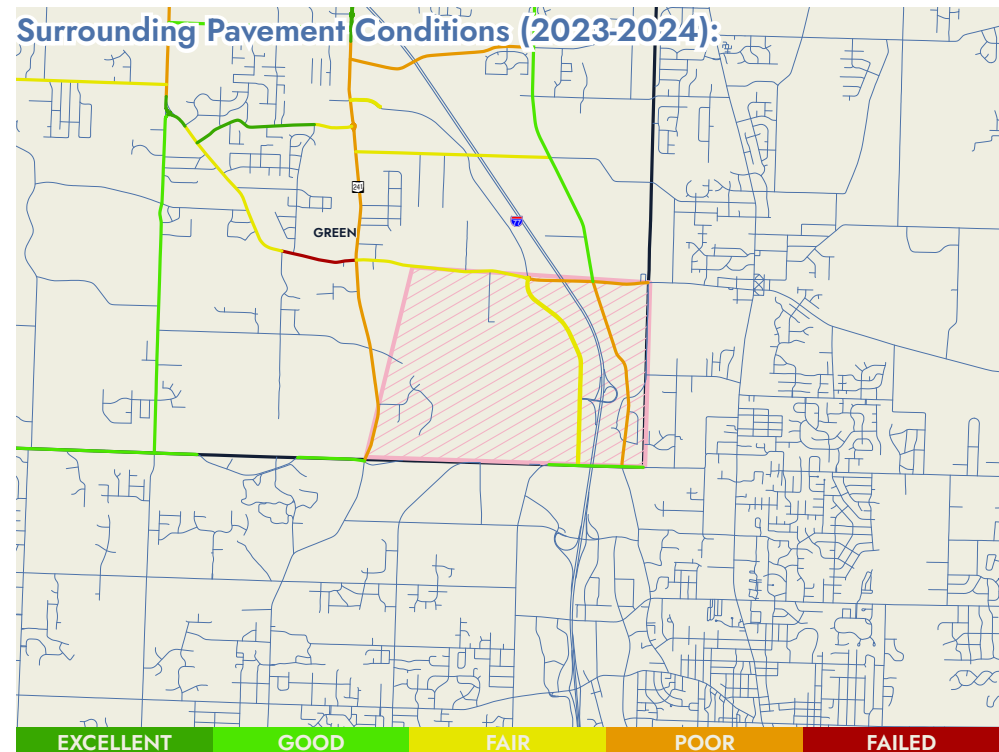 Surrounding Pavement Conditions (2023-2024):
241
77
GREEN
EXCELLENT GOOD FAIR POOR FAILED